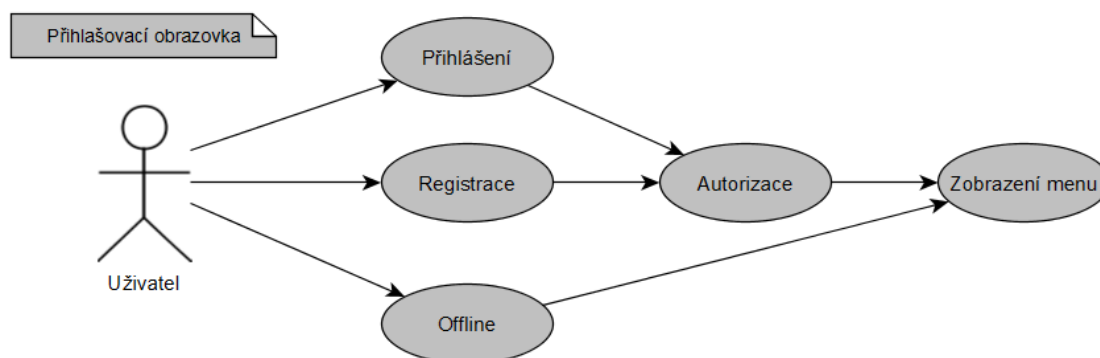 Přihlašovací obrazovka
Přihlášení
Registrace
Autorizace
Zobrazení menu
Uživatel
Offline